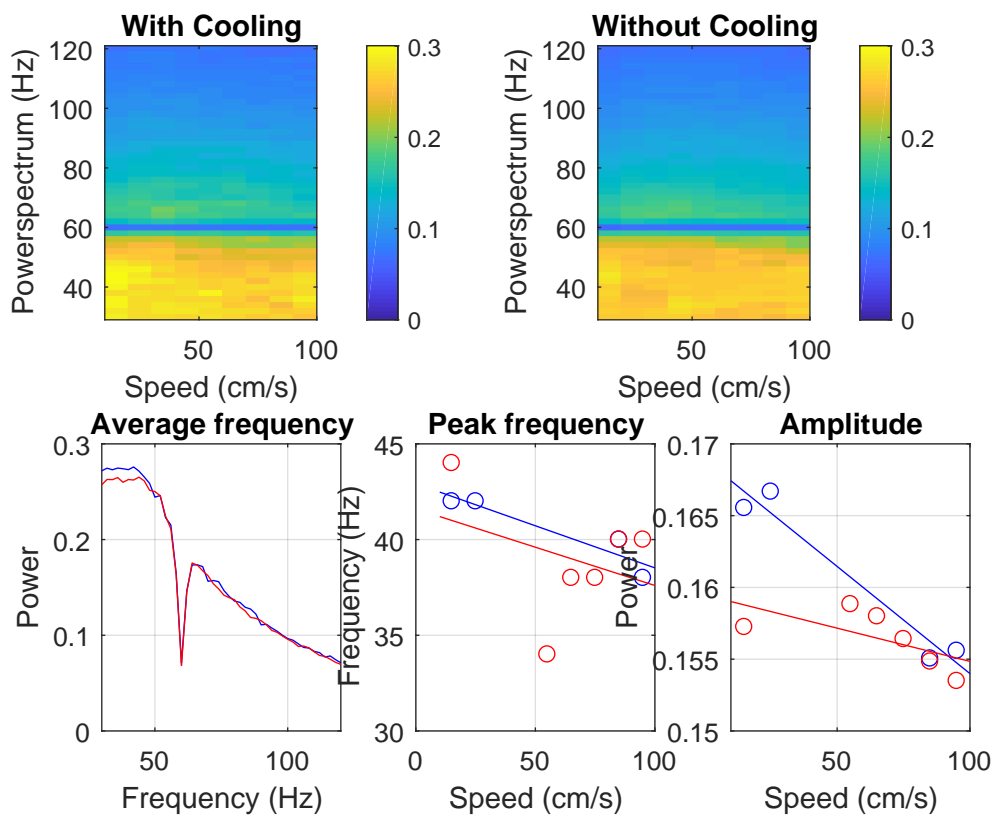 With Cooling
Powerspectrum (Hz)
120
100
80
60
40
50
100
Speed (cm/s)
0.3
0.2
0.1
0
Without Cooling
Powerspectrum (Hz)
120
100
80
60
40
50
100
Speed (cm/s)
0.3
0.2
0.1
0
Average frequency
Power
0.3
0.2
0.1
0
50
100
Frequency (Hz)
Peak frequency
Frequency (Hz)
45
40
35
30
0
50
100
Speed (cm/s)
Amplitude
Power
0.17
0.165
0.16
0.155
0.15
50
100
Speed (cm/s)